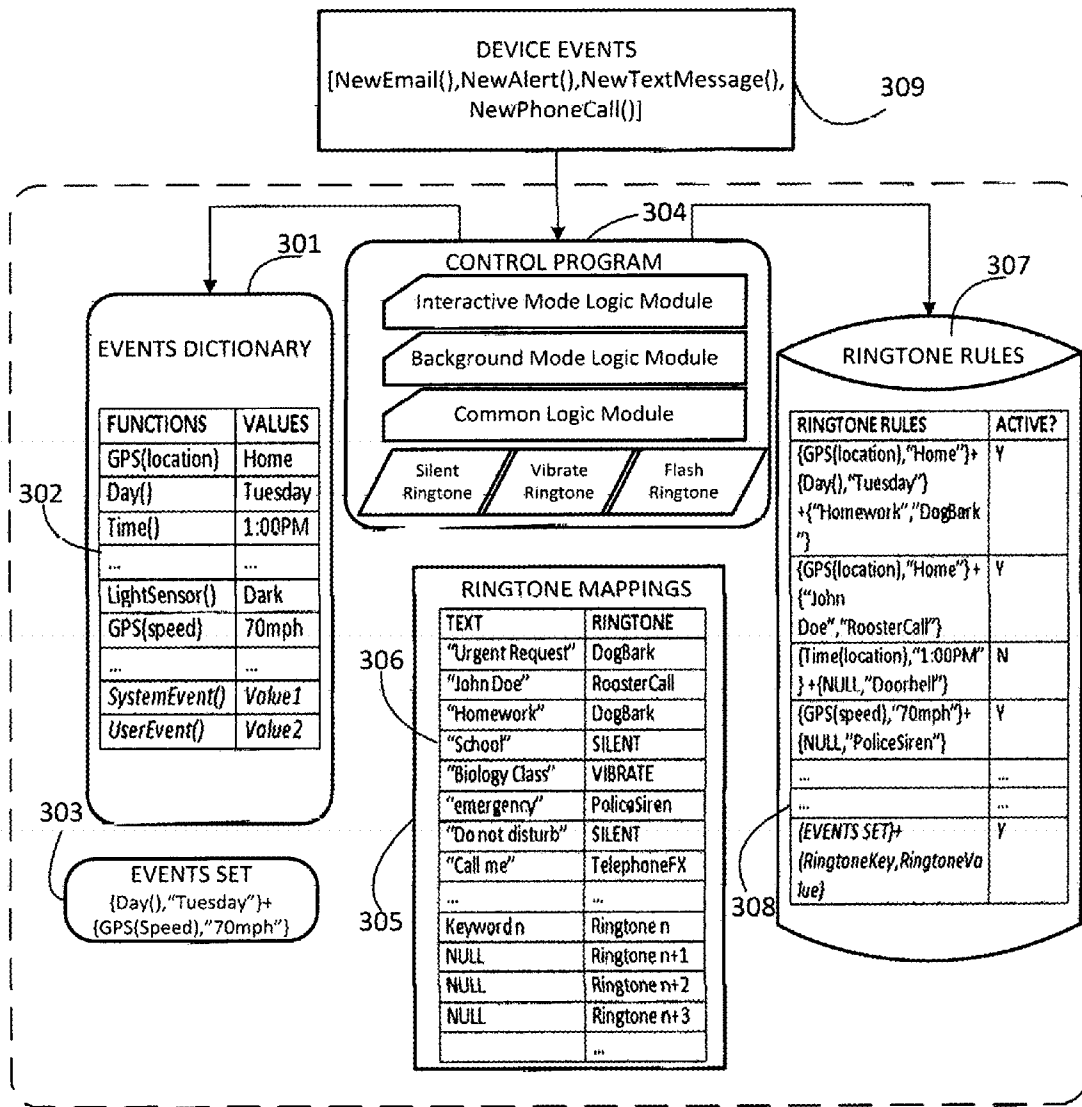 DEVICE EVENTS
[NewEmail(),NewAlert(),NewTextMessage(),
NewPhoneCall()]
309
304
301
307
CONTROL PROGRAM
Interactive Mode Logic Module
Background Mode Logic Module
Common Logic Module
Silent
Ringtone
Vibrate
Ringtone
Flash
Ringtone
EVENTS DICTIONARY
FUNCTIONS VALUES
GPS(location) Home
Day() Tuesday
Time() 1:00PM
... ...
LightSensor() Dark
GPS(speed) 70mph
... ...
SystemEvent() Value1
UserEvent() Value2
302
303
EVENTS SET
{Day(),"Tuesday"}+
{GPS(Speed),"70mph"}
RINGTONE MAPPINGS
TEXT RINGTONE
"Urgent Request" DogBark
"John Doe" RoosterCall
"Homework" DogBark
"School" SILENT
"Biology Class" VIBRATE
"emergency" PoliceSiren
"Do not disturb" SILENT
"Call me" TelephoneFX
... ...
Keyword n Ringtone n
NULL Ringtone n+1
NULL Ringtone n+2
NULL Ringtone n+3
...
306
305
RINGTONE RULES
RINGTONE RULES ACTIVE?
{GPS(location),"Home"}+ Y
{Day(),"Tuesday"}
+{"Homework","DogBark
"}
{GPS(location),"Home"}+ Y
{"John
Doe","RoosterCall"}
{Time(location),"1:00PM" N
}+{NULL,"Doorbell"}
{GPS(speed),"70mph"}+ Y
{NULL,"PoliceSiren"}
... ...
... ...
{EVENTS SET}+ Y
{RingtoneKey,RingtoneVa
lue}
308